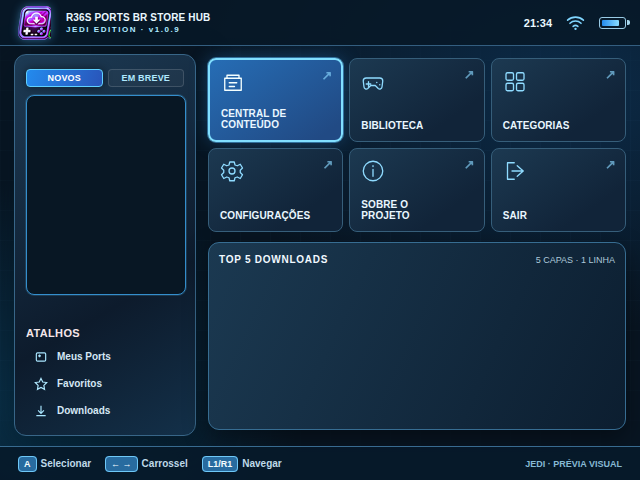 R36S PORTS BR STORE HUB
JEDI EDITION · v1.0.9
21:34
NOVOS
EM BREVE
ATALHOS
Meus Ports
Favoritos
Downloads
CENTRAL DE
CONTEÚDO
BIBLIOTECA
CATEGORIAS
CONFIGURAÇÕES
SOBRE O
PROJETO
SAIR
TOP 5 DOWNLOADS
5 CAPAS · 1 LINHA
A Selecionar
← → Carrossel
L1/R1 Navegar
JEDI · PRÉVIA VISUAL